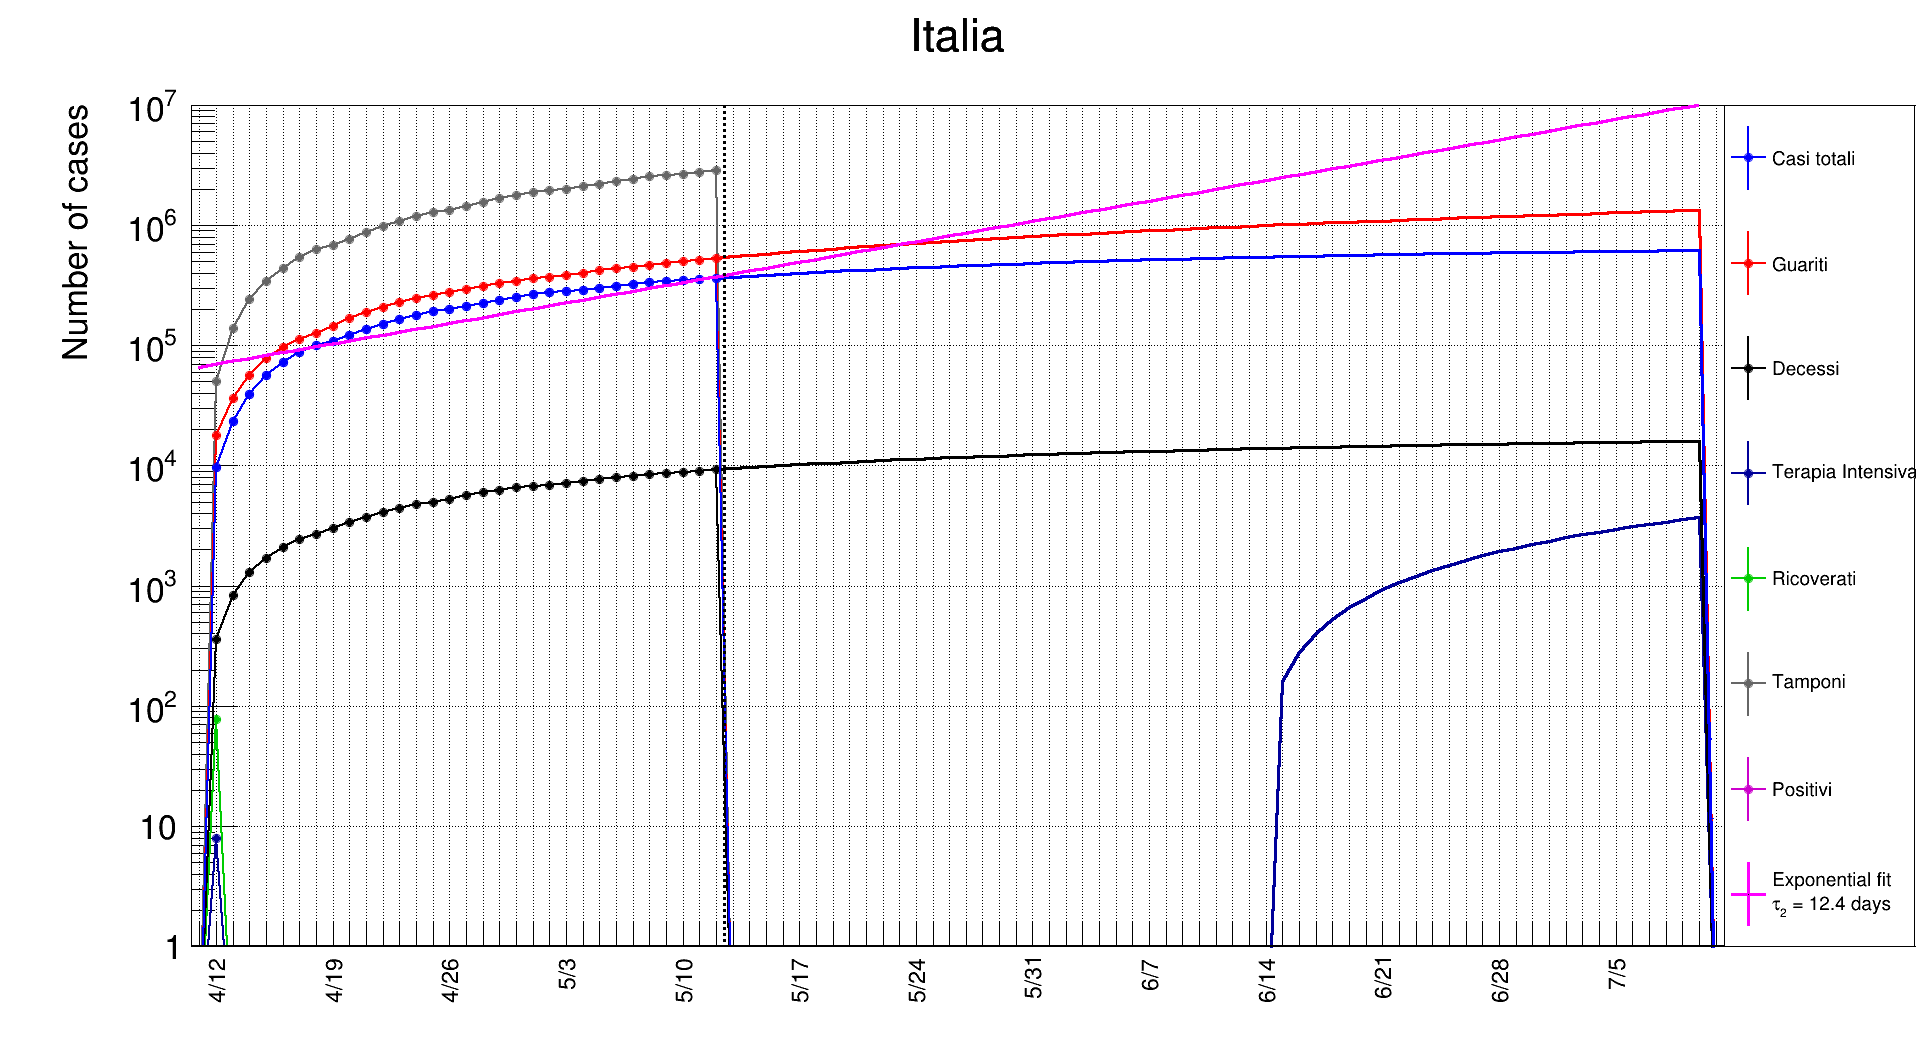 Italia
Number of cases
10^7
10^6
10^5
10^4
10^3
10^2
10
1
4/12
4/19
4/26
5/3
5/10
5/17
5/24
5/31
6/7
6/14
6/21
6/28
7/5
Casi totali
Guariti
Decessi
Terapia Intensiva
Ricoverati
Tamponi
Positivi
Exponential fit
τ₂ = 12.4 days